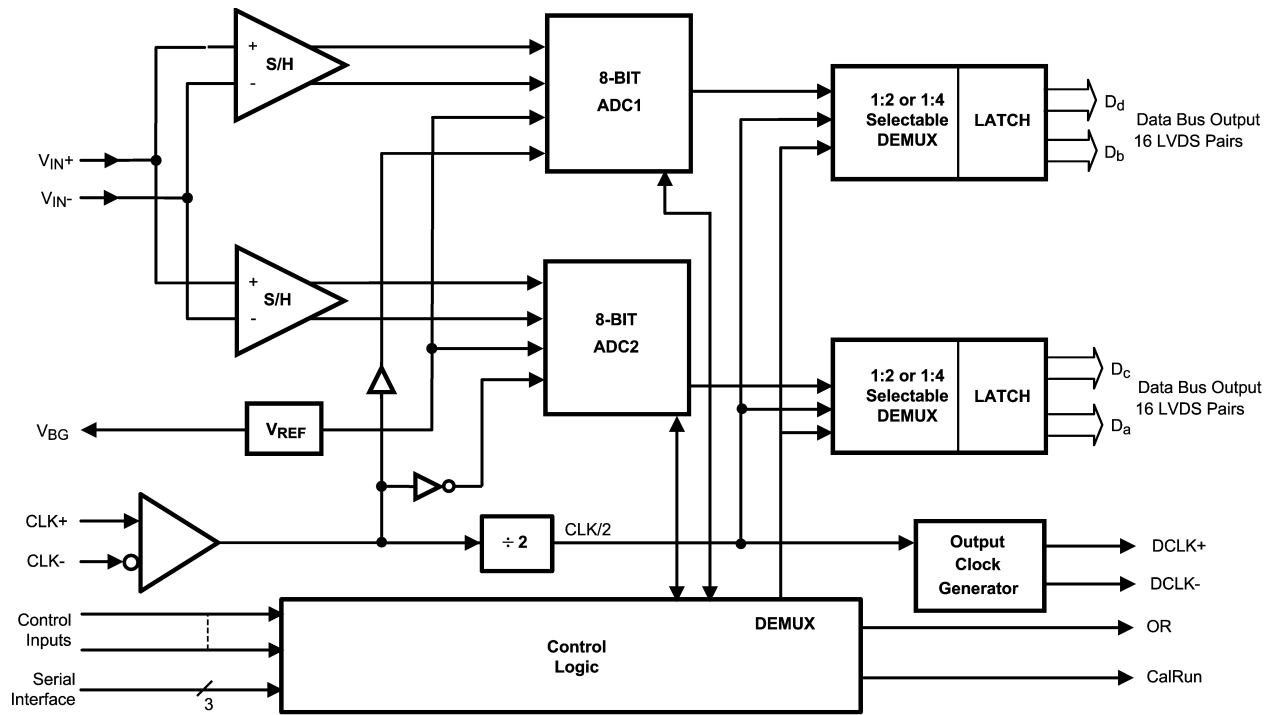 +
S/H
-
8-BIT
ADC1
1:2 or 1:4
Selectable
DEMUX
LATCH
Dd
Db
Data Bus Output
16 LVDS Pairs
VIN+
VIN-
+
S/H
-
8-BIT
ADC2
1:2 or 1:4
Selectable
DEMUX
LATCH
Dc
Da
Data Bus Output
16 LVDS Pairs
VBG
VREF
CLK+
CLK-
÷ 2
CLK/2
Output
Clock
Generator
DCLK+
DCLK-
Control
Inputs
Serial
Interface
3
DEMUX
Control
Logic
OR
CalRun